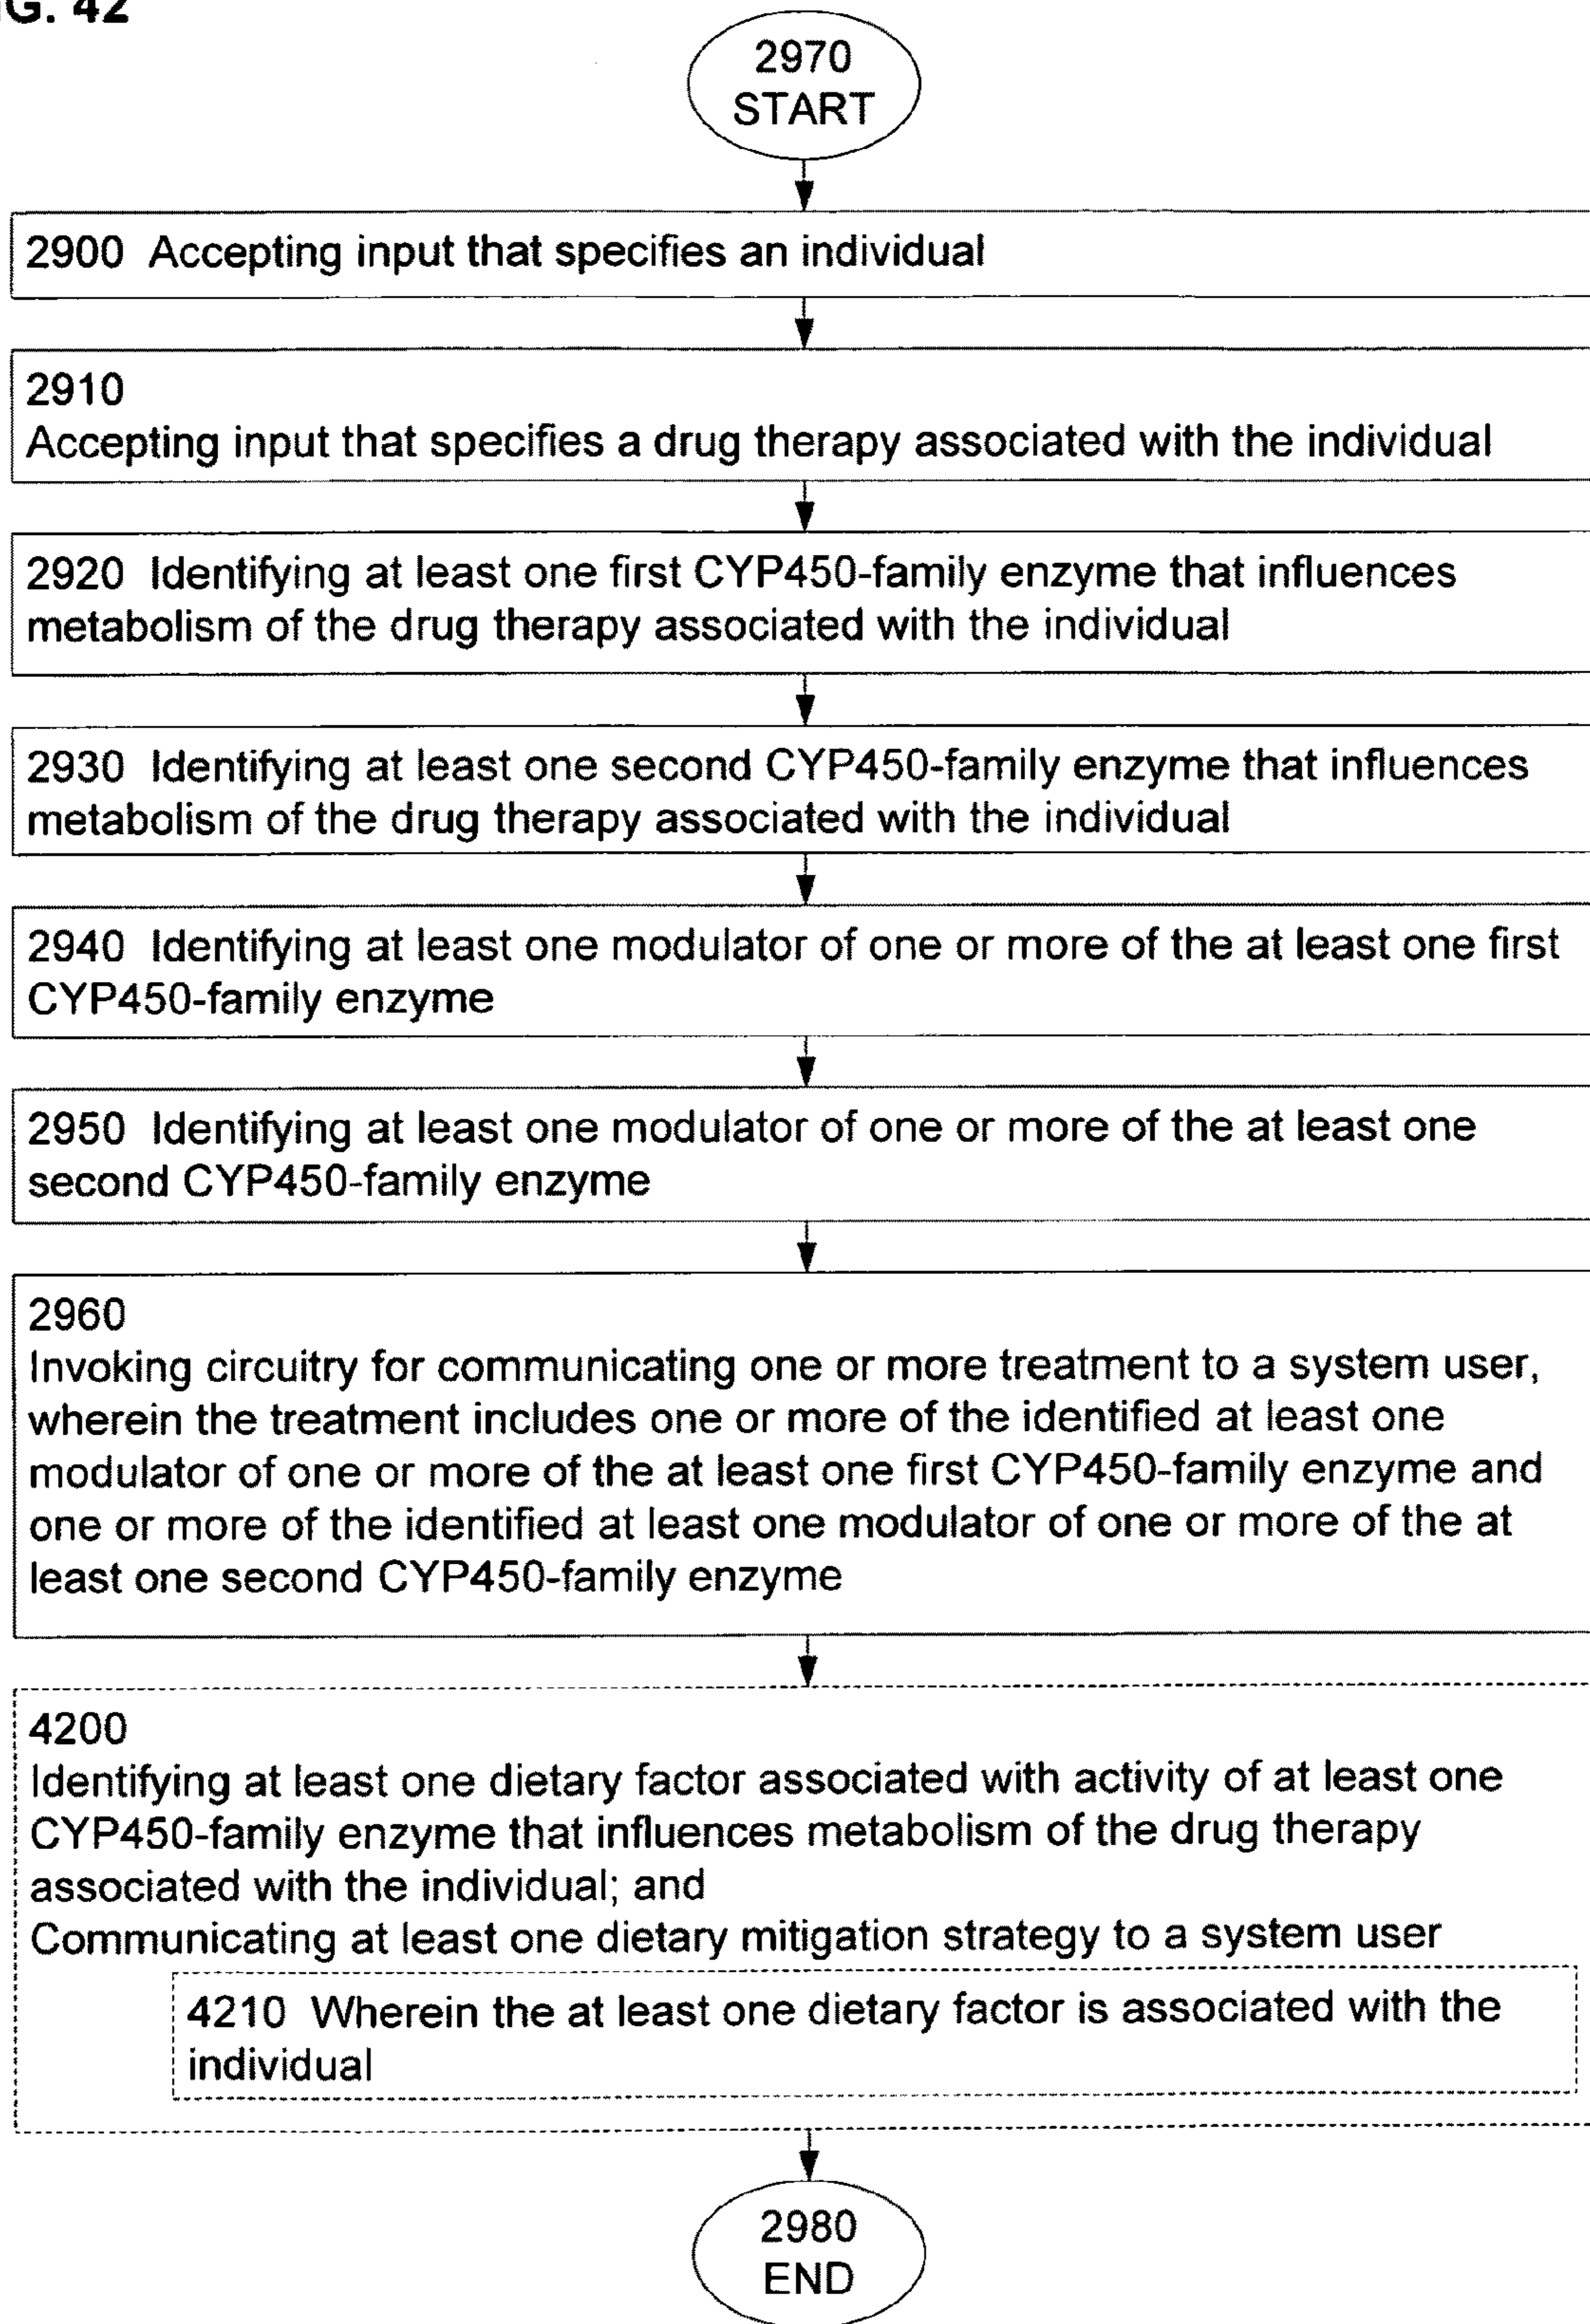 G. 42
2970
START
2900 Accepting input that specifies an individual
2910
Accepting input that specifies a drug therapy associated with the individual
2920 Identifying at least one first CYP450-family enzyme that influences
metabolism of the drug therapy associated with the individual
2930 Identifying at least one second CYP450-family enzyme that influences
metabolism of the drug therapy associated with the individual
2940 Identifying at least one modulator of one or more of the at least one first
CYP450-family enzyme
2950 Identifying at least one modulator of one or more of the at least one
second CYP450-family enzyme
2960
Invoking circuitry for communicating one or more treatment to a system user,
wherein the treatment includes one or more of the identified at least one
modulator of one or more of the at least one first CYP450-family enzyme and
one or more of the identified at least one modulator of one or more of the at
least one second CYP450-family enzyme
4200
Identifying at least one dietary factor associated with activity of at least one
CYP450-family enzyme that influences metabolism of the drug therapy
associated with the individual; and
Communicating at least one dietary mitigation strategy to a system user
4210 Wherein the at least one dietary factor is associated with the
individual
2980
END